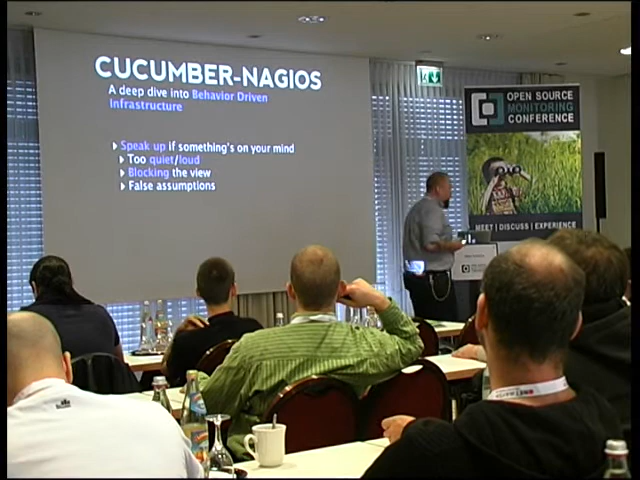 CUCUMBER-NAGIOS
A deep dive into Behavior Driven
Infrastructure
Speak up if something's on your mind
Too quiet/loud
Blocking the view
False assumptions
OPEN SOURCE
MONITORING
CONFERENCE
MEET | DISCUSS | EXPERIENCE